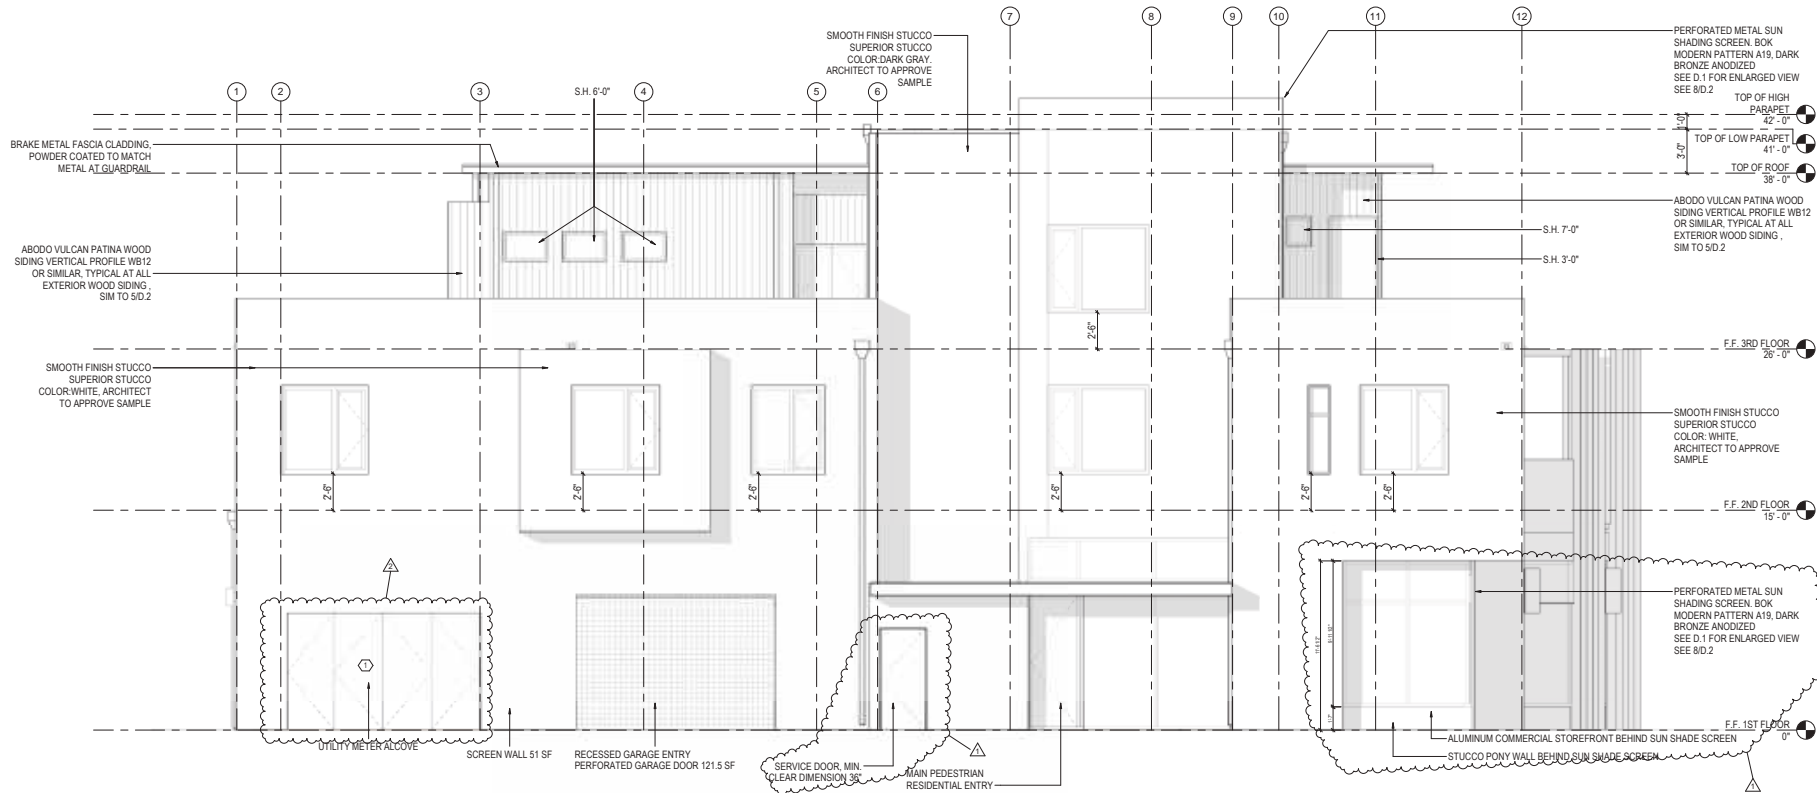 7
8
9
10
11
12
SMOOTH FINISH STUCCO
SUPERIOR STUCCO
COLOR:DARK GRAY.
ARCHITECT TO APPROVE
SAMPLE
PERFORATED METAL SUN
SHADING SCREEN. BOK
MODERN PATTERN A19, DARK
BRONZE ANODIZED
SEE D.1 FOR ENLARGED VIEW
SEE 8/D.2
1
2
3
S.H. 6'-0"
4
5
6
TOP OF HIGH
PARAPET
42' - 0"
1'-0"
TOP OF LOW PARAPET
41' - 0"
3'-0"
TOP OF ROOF
38' - 0"
BRAKE METAL FASCIA CLADDING,
POWDER COATED TO MATCH
METAL AT GUARDRAIL
ABODO VULCAN PATINA WOOD
SIDING VERTICAL PROFILE WB12
OR SIMILAR, TYPICAL AT ALL
EXTERIOR WOOD SIDING ,
SIM TO 5/D.2
S.H. 7'-0"
S.H. 3'-0"
ABODO VULCAN PATINA WOOD
SIDING VERTICAL PROFILE WB12
OR SIMILAR, TYPICAL AT ALL
EXTERIOR WOOD SIDING ,
SIM TO 5/D.2
2'-6"
F.F. 3RD FLOOR
26' - 0"
SMOOTH FINISH STUCCO
SUPERIOR STUCCO
COLOR:WHITE, ARCHITECT
TO APPROVE SAMPLE
SMOOTH FINISH STUCCO
SUPERIOR STUCCO
COLOR: WHITE,
ARCHITECT TO APPROVE
SAMPLE
2'-6"
2'-6"
2'-6"
2'-6"
2'-6"
2'-6"
F.F. 2ND FLOOR
15' - 0"
2
1
PERFORATED METAL SUN
SHADING SCREEN. BOK
MODERN PATTERN A19, DARK
BRONZE ANODIZED
SEE D.1 FOR ENLARGED VIEW
SEE 8/D.2
F.F. 1ST FLOOR
0"
UTILITY METER ALCOVE
SCREEN WALL 51 SF
RECESSED GARAGE ENTRY
PERFORATED GARAGE DOOR 121.5 SF
SERVICE DOOR, MIN.
CLEAR DIMENSION 36"
1
MAIN PEDESTRIAN
RESIDENTIAL ENTRY
ALUMINUM COMMERCIAL STOREFRONT BEHIND SUN SHADE SCREEN
STUCCO PONY WALL BEHIND SUN SHADE SCREEN
1